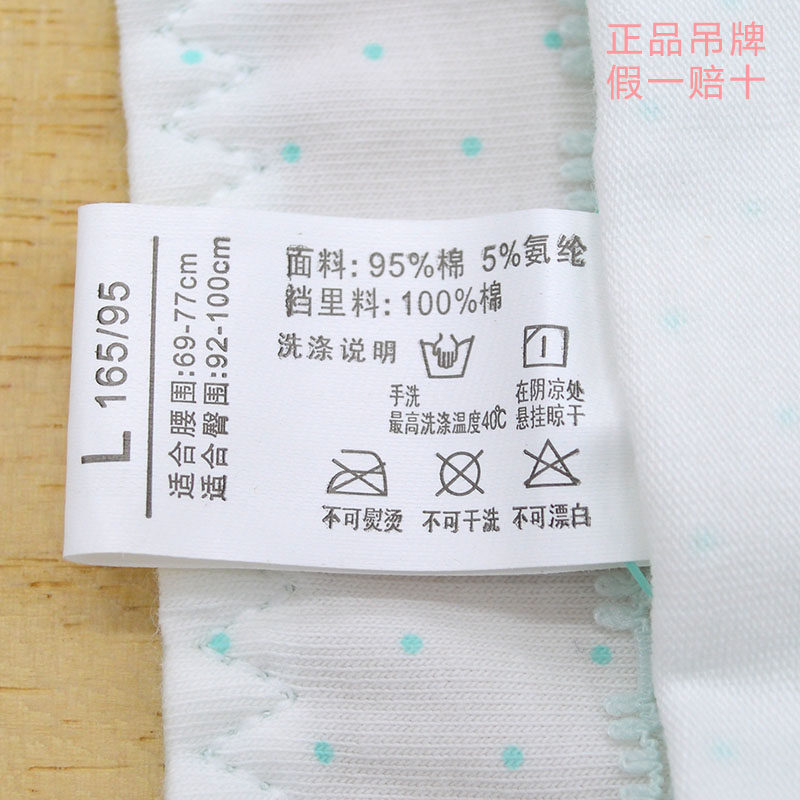 正品吊牌
假一赔十
L 165/95
适合腰围:69-77cm
适合臀围:92-100cm
面料:95%棉 5%氨纶
裆里料:100%棉
洗涤说明
手洗
最高洗涤温度40℃
在阴凉处
悬挂晾干
不可熨烫 不可干洗 不可漂白